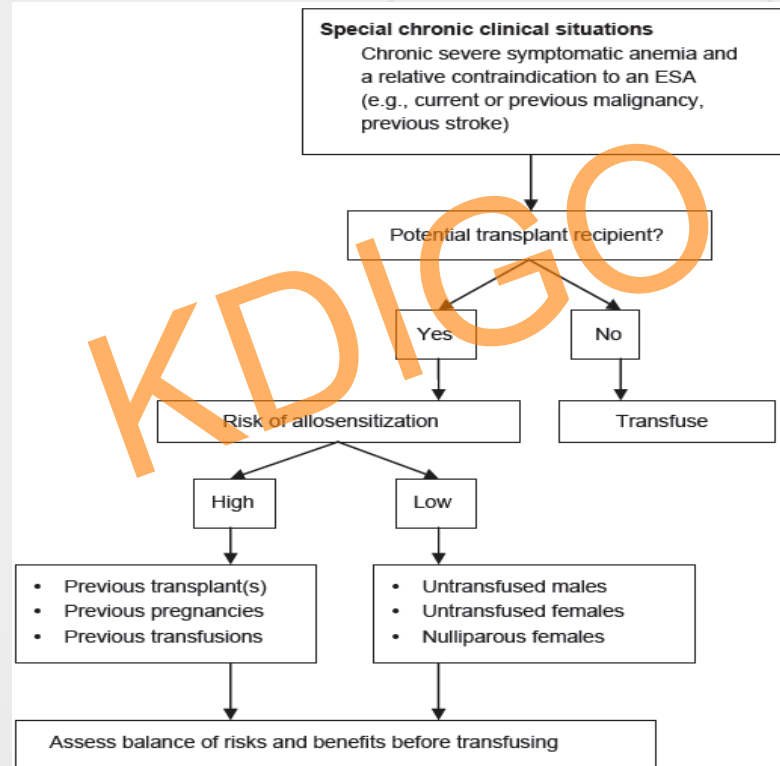 Special chronic clinical situations
Chronic severe symptomatic anemia and
a relative contraindication to an ESA
(e.g., current or previous malignancy,
previous stroke)
Potential transplant recipient?
Yes
No
Risk of allosensitization
Transfuse
High
Low
• Previous transplant(s)
• Previous pregnancies
• Previous transfusions
• Untransfused males
• Untransfused females
• Nulliparous females
Assess balance of risks and benefits before transfusing
KDIGO